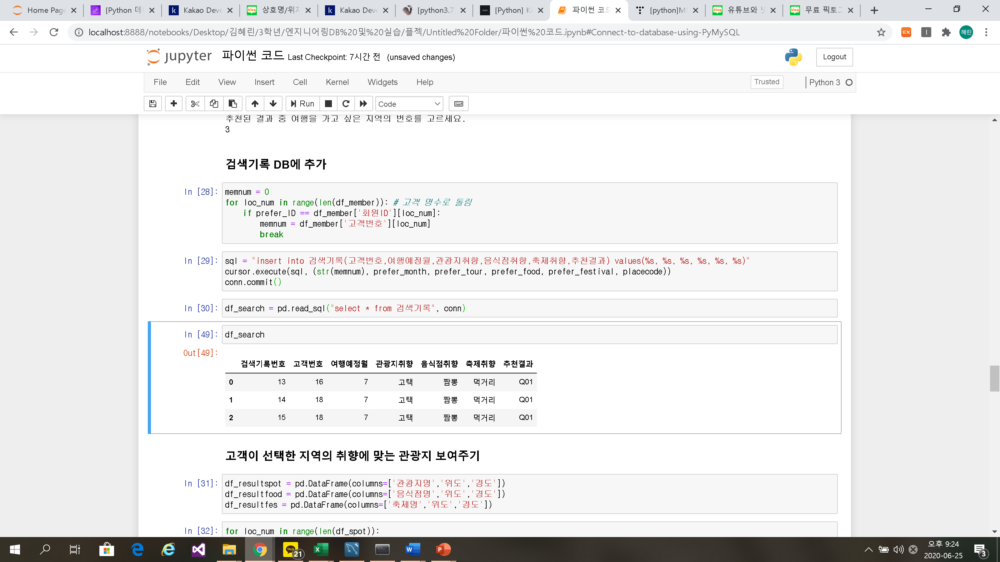 Home Page
[Python 데
Kakao Deve
상호명/위치
Kakao Deve
[python3.7
[Python] Ka
파이썬 코드
[python]MS
유튜브와 넷
무료 픽토그
localhost:8888/notebooks/Desktop/김혜린/3학년/엔지니어링DB%20및%20실습/플젝/Untitled%20Folder/파이썬%20코드.ipynb#Connect-to-database-using-PyMySQL
EX
혜린
jupyter 파이썬 코드 Last Checkpoint: 7시간 전 (unsaved changes)
Logout
File Edit View Insert Cell Kernel Widgets Help
Trusted Python 3
Run Code
추천된 결과 중 여행을 가고 싶은 지역의 번호를 고르세요.
3
검색기록 DB에 추가
In [28]: memnum = 0
for loc_num in range(len(df_member)): # 고객 명수로 돌림
if prefer_ID == df_member['회원ID'][loc_num]:
memnum = df_member['고객번호'][loc_num]
break
In [29]: sql = "insert into 검색기록(고객번호,여행예정월,관광지취향,음식점취향,축제취향,추천결과) values(%s, %s, %s, %s, %s, %s)"
cursor.execute(sql, (str(memnum), prefer_month, prefer_tour, prefer_food, prefer_festival, placecode))
conn.commit()
In [30]: df_search = pd.read_sql("select * from 검색기록", conn)
In [49]: df_search
Out[49]:
검색기록번호 고객번호 여행예정월 관광지취향 음식점취향 축제취향 추천결과
0 13 16 7 고택 짬뽕 먹거리 Q01
1 14 18 7 고택 짬뽕 먹거리 Q01
2 15 18 7 고택 짬뽕 먹거리 Q01
고객이 선택한 지역의 취향에 맞는 관광지 보여주기
In [31]: df_resultspot = pd.DataFrame(columns=['관광지명','위도','경도'])
df_resultfood = pd.DataFrame(columns=['음식점명','위도','경도'])
df_resultfes = pd.DataFrame(columns=['축제명','위도','경도'])
In [32]: for loc_num in range(len(df_spot)):
TALK
21
오후 9:24
2020-06-25
3